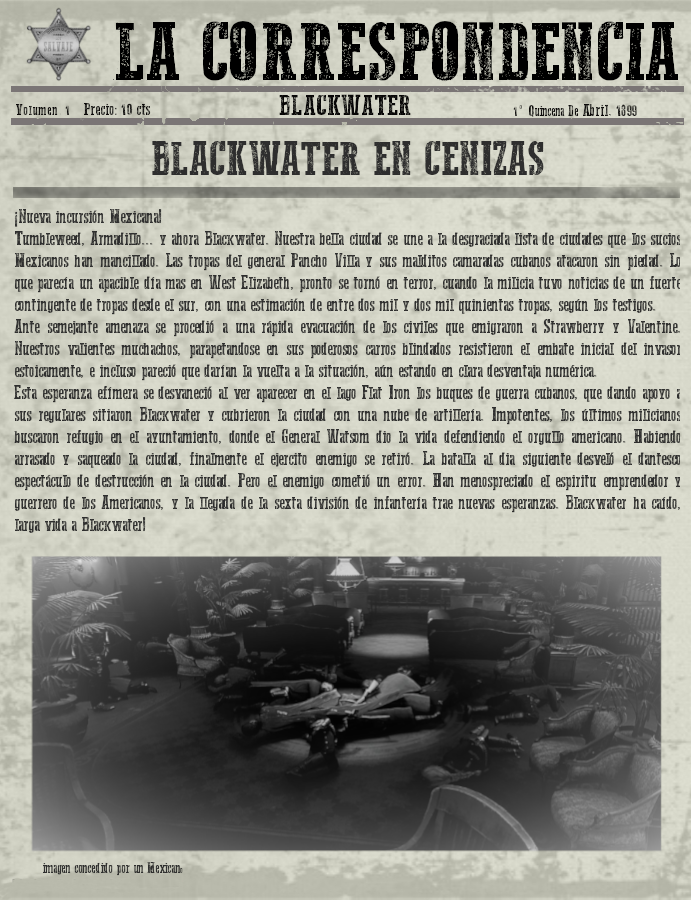 SALVAJE
LA CORRESPONDENCIA
Volumen 1 Precio: 10 cts
BLACKWATER
1º Quincena De Abril. 1899
BLACKWATER EN CENIZAS
¡Nueva incursión Mexicana!
Tumbleweed, Armadillo... y ahora Blackwater. Nuestra bella ciudad se une a la desgraciada lista de ciudades que los sucios
Mexicanos han mancillado. Las tropas del general Pancho Villa y sus malditos camaradas cubanos atacaron sin piedad. Lo
que parecía un apacible dia mas en West Elizabeth, pronto se tornó en terror, cuando la milicia tuvo noticias de un fuerte
contingente de tropas desde el sur, con una estimación de entre dos mil y dos mil quinientas tropas, según los testigos.
Ante semejante amenaza se procedió a una rápida evacuación de los civiles que emigraron a Strawberry y Valentine.
Nuestros valientes muchachos, parapetandose en sus poderosos carros blindados resistieron el embate inicial del invasor
estoicamente, e incluso pareció que darían la vuelta a la situación, aún estando en clara desventaja numérica.
Esta esperanza efímera se desvaneció al ver aparecer en el lago Flat Iron los buques de guerra cubanos, que dando apoyo a
sus regulares sitiaron Blackwater y cubrieron la ciudad con una nube de artillería. Impotentes, los últimos milicianos
buscaron refugio en el ayuntamiento, donde el General Watsom dio la vida defendiendo el orgullo americano. Habiendo
arrasado y saqueado la ciudad, finalmente el ejercito enemigo se retiró. La batalla al dia siguiente desveló el dantesco
espectáculo de destrucción en la ciudad. Pero el enemigo cometió un error. Han menospreciado el espiritu emprendedor y
guerrero de los Americanos, y la llegada de la sexta división de infantería trae nuevas esperanzas. Blackwater ha caído,
larga vida a Blackwater!
imagen concedido por un Mexicano